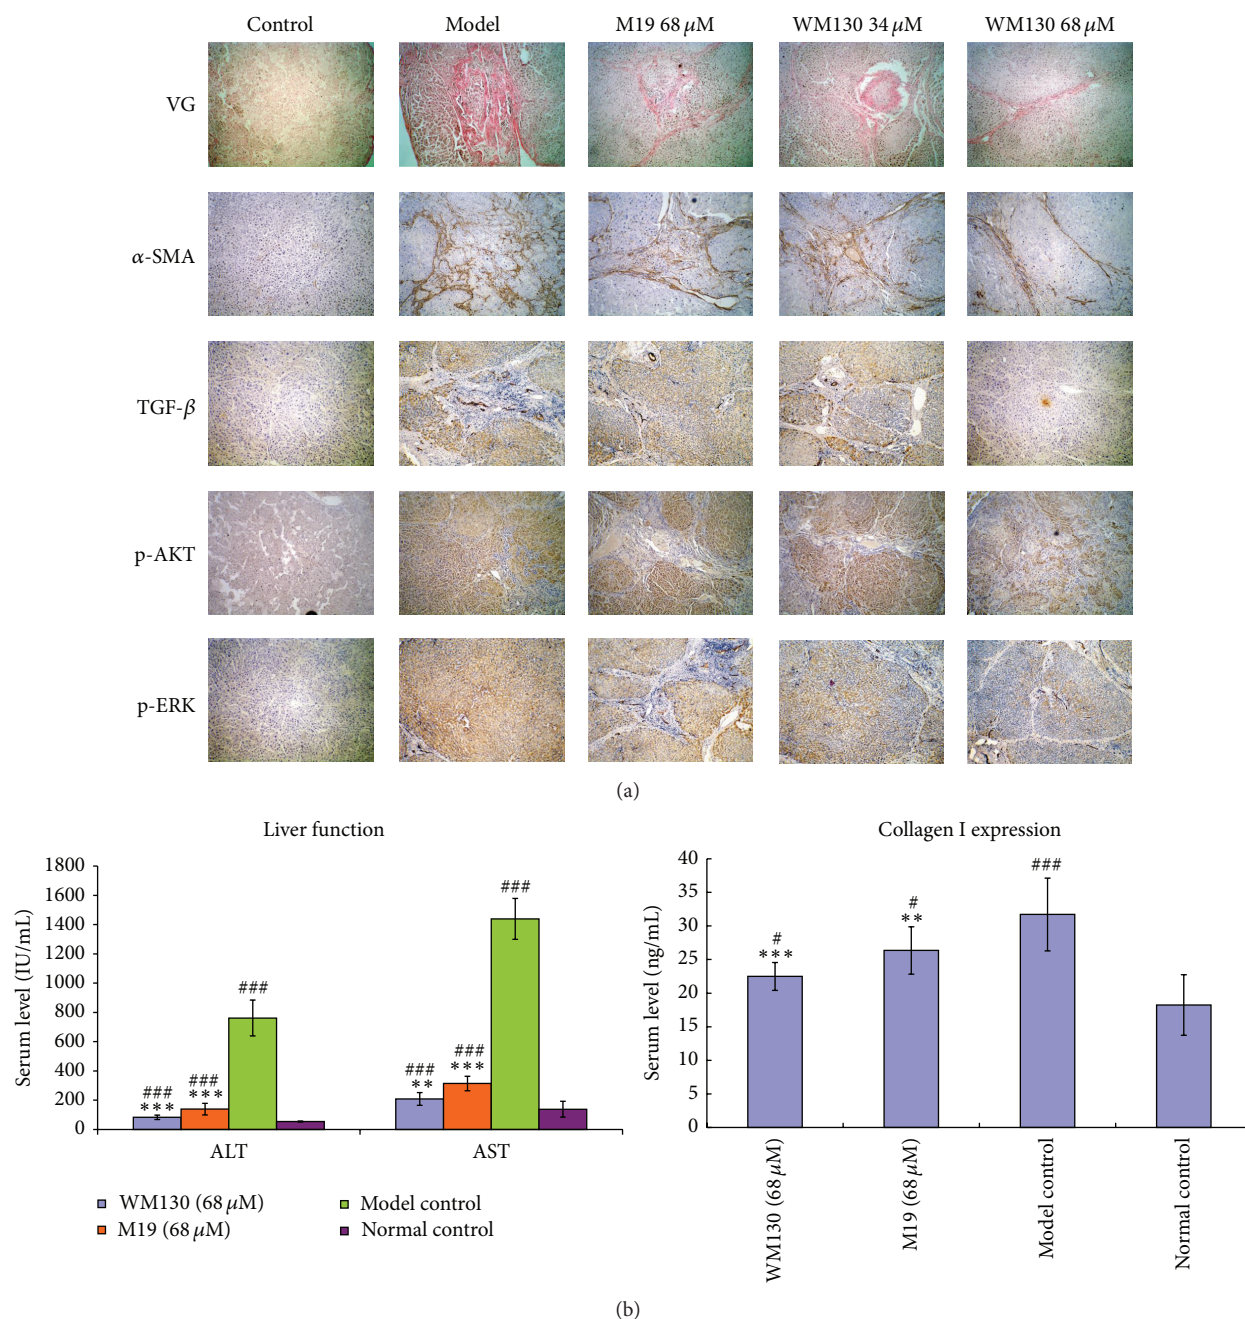 Control Model M19 68 μM WM130 34 μM WM130 68 μM
VG
α-SMA
TGF-β
p-AKT
p-ERK
(a)
Liver function
Serum level (IU/mL)
1800
1600
1400
1200
1000
800
600
400
200
0
###
***
###
***
###
###
**
###
***
###
ALT AST
WM130 (68 μM) Model control
M19 (68 μM) Normal control
Collagen I expression
Serum level (ng/mL)
40
35
30
25
20
15
10
5
0
#
***
#
**
###
WM130 (68 μM)
M19 (68 μM)
Model control
Normal control
(b)